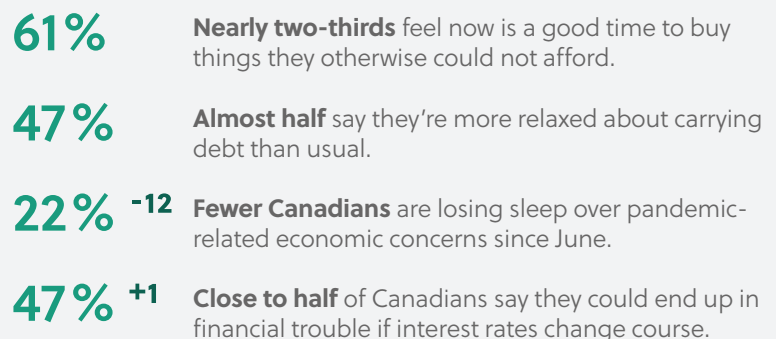 61%
Nearly two-thirds feel now is a good time to buy
things they otherwise could not afford.
47%
Almost half say they're more relaxed about carrying
debt than usual.
22% -12
Fewer Canadians are losing sleep over pandemic-
related economic concerns since June.
47% +1
Close to half of Canadians say they could end up in
financial trouble if interest rates change course.